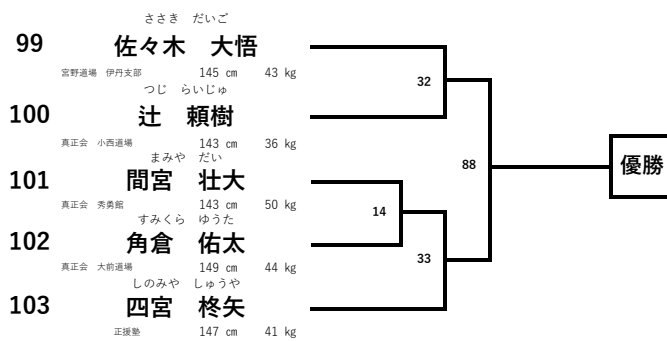 ささき だいご
99 佐々木 大悟
宮野道場 伊丹支部 145 cm 43 kg
つじ らいじゅ
100 辻 頼樹
真正会 小西道場 143 cm 36 kg
まみや だい
101 間宮 壮大
真正会 秀勇館 143 cm 50 kg
すみくら ゆうた
102 角倉 佑太
真正会 大前道場 149 cm 44 kg
しのみや しゅうや
103 四宮 柊矢
正援塾 147 cm 41 kg
32
88
14
33
優勝